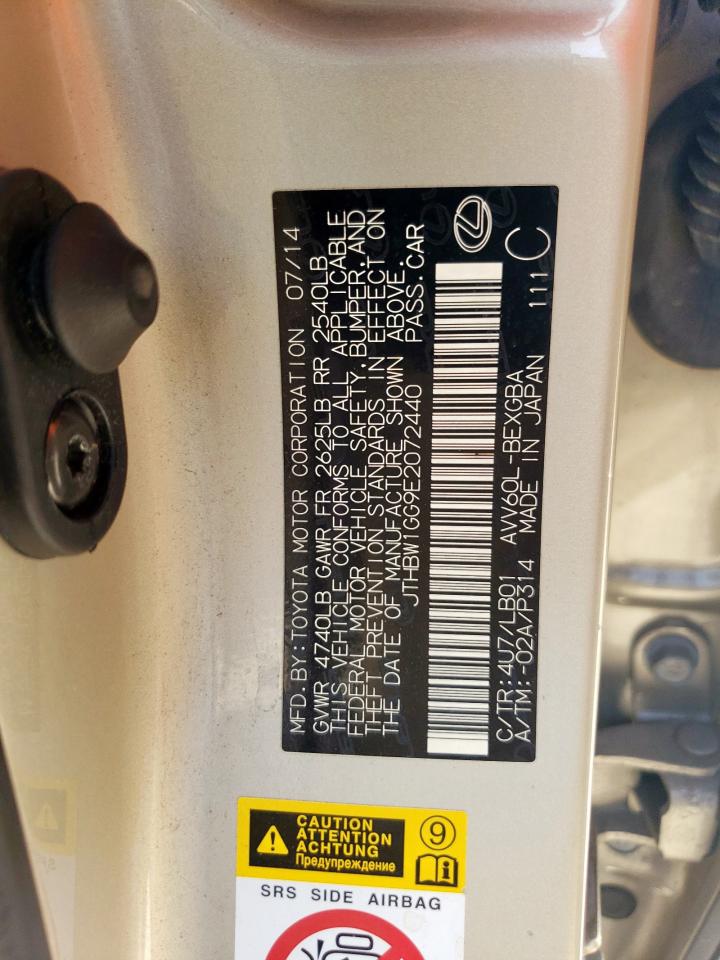 MFD. BY: TOYOTA MOTOR CORPORATION 07/14
GVWR 4740LB GAWR FR 2625LB RR 2540LB
THIS VEHICLE CONFORMS TO ALL APPLICABLE
FEDERAL MOTOR VEHICLE SAFETY, BUMPER, AND
THEFT PREVENTION STANDARDS IN EFFECT ON
THE DATE OF MANUFACTURE SHOWN ABOVE.
JTHBW1GG9E2072440 PASS. CAR
C/TR: 4U7/LB01 AVV60L-BEXGBA
A/TM: -02A/P314 MADE IN JAPAN
111 C
CAUTION
ATTENTION
ACHTUNG
Предупреждение
9
SRS SIDE AIRBAG